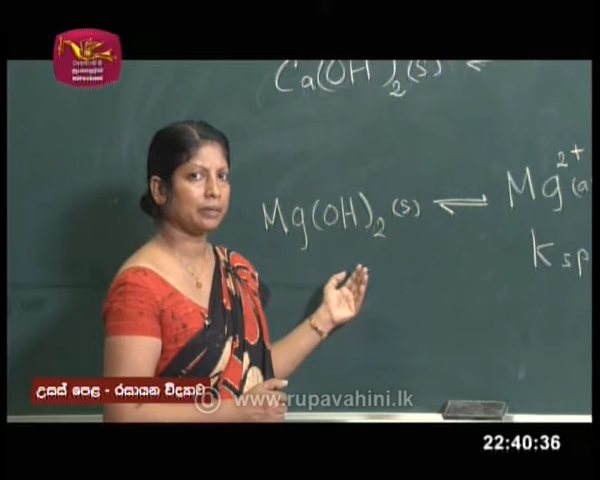 Ca(OH)₂(s) ←
Mg(OH)₂(s) ⇌ Mg²⁺(a
Ksp
උසස් පෙළ - රසායන විද්‍යාව
www.rupavahini.lk
22:40:36